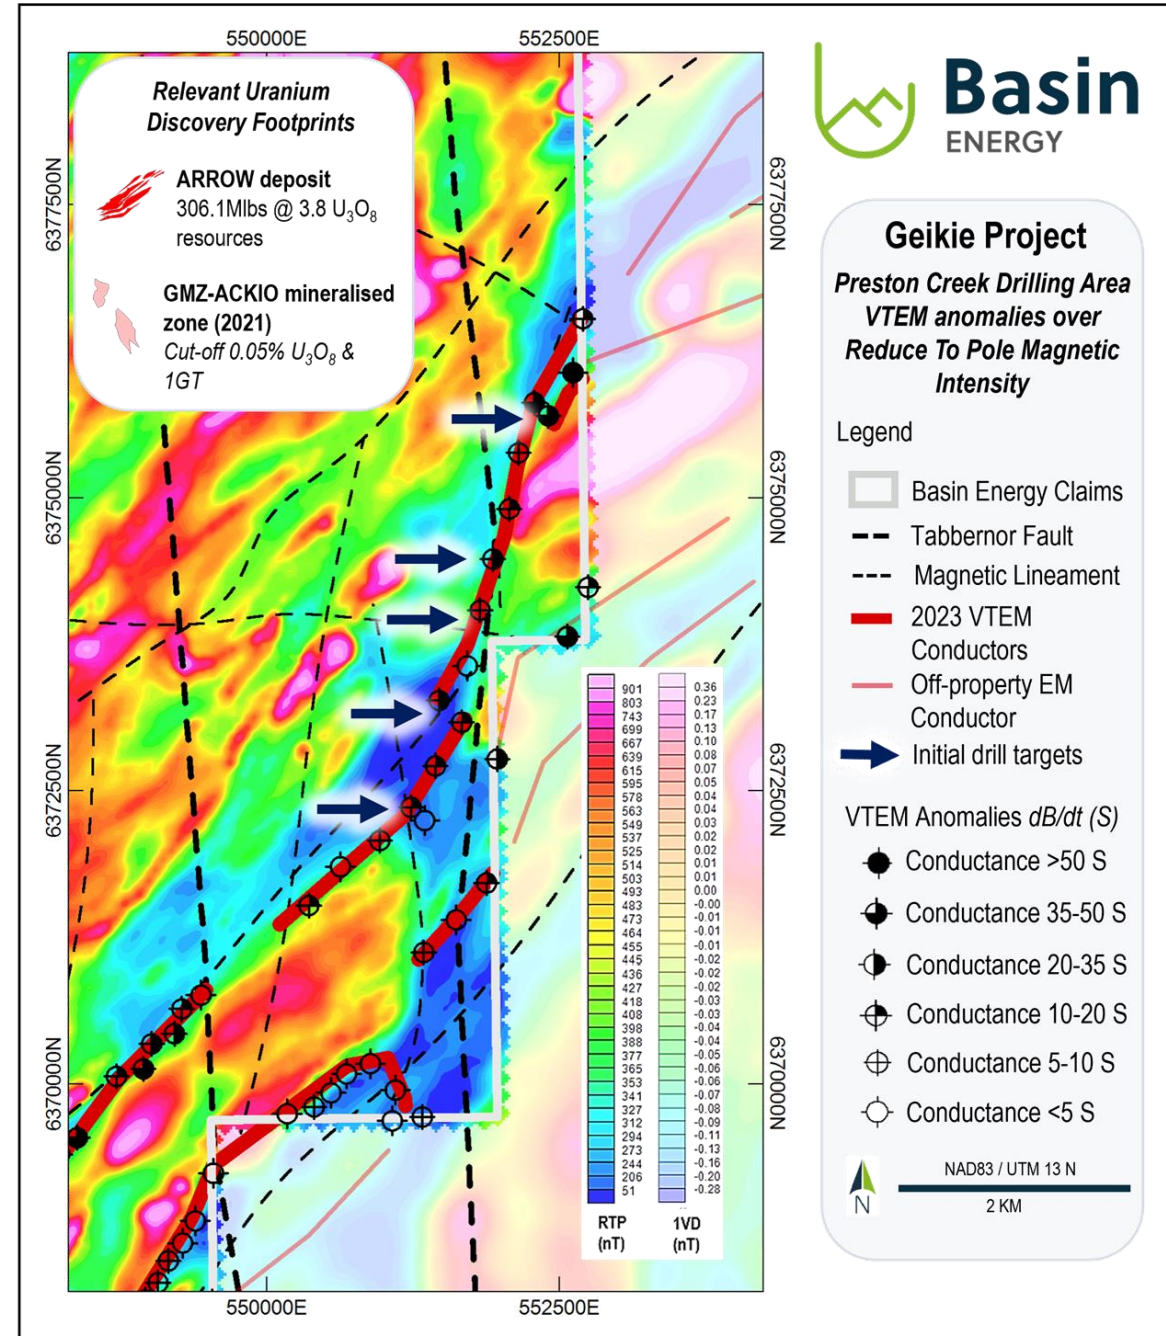 550000E
552500E
6377500N
6375000N
6372500N
6370000N
Relevant Uranium
Discovery Footprints
ARROW deposit
306.1Mlbs @ 3.8 U₃O₈
resources
GMZ-ACKIO mineralised
zone (2021)
Cut-off 0.05% U₃O₈ &
1GT
6377500N
6375000N
6372500N
6370000N
901
803
743
699
667
639
615
595
578
563
549
537
525
514
503
493
483
473
464
455
445
436
427
418
408
398
388
377
365
353
341
327
312
294
273
244
206
51
RTP
(nT)
0.36
0.23
0.17
0.13
0.10
0.08
0.07
0.05
0.04
0.04
0.03
0.02
0.02
0.01
0.01
0.00
-0.00
-0.01
-0.01
-0.01
-0.02
-0.02
-0.03
-0.03
-0.04
-0.04
-0.05
-0.06
-0.06
-0.07
-0.08
-0.09
-0.11
-0.13
-0.16
-0.20
-0.28
1VD
(nT)
550000E
552500E
Basin
ENERGY
Geikie Project
Preston Creek Drilling Area
VTEM anomalies over
Reduce To Pole Magnetic
Intensity
Legend
Basin Energy Claims
Tabbernor Fault
Magnetic Lineament
2023 VTEM
Conductors
Off-property EM
Conductor
Initial drill targets
VTEM Anomalies dB/dt (S)
Conductance >50 S
Conductance 35-50 S
Conductance 20-35 S
Conductance 10-20 S
Conductance 5-10 S
Conductance <5 S
N
NAD83 / UTM 13 N
2 KM